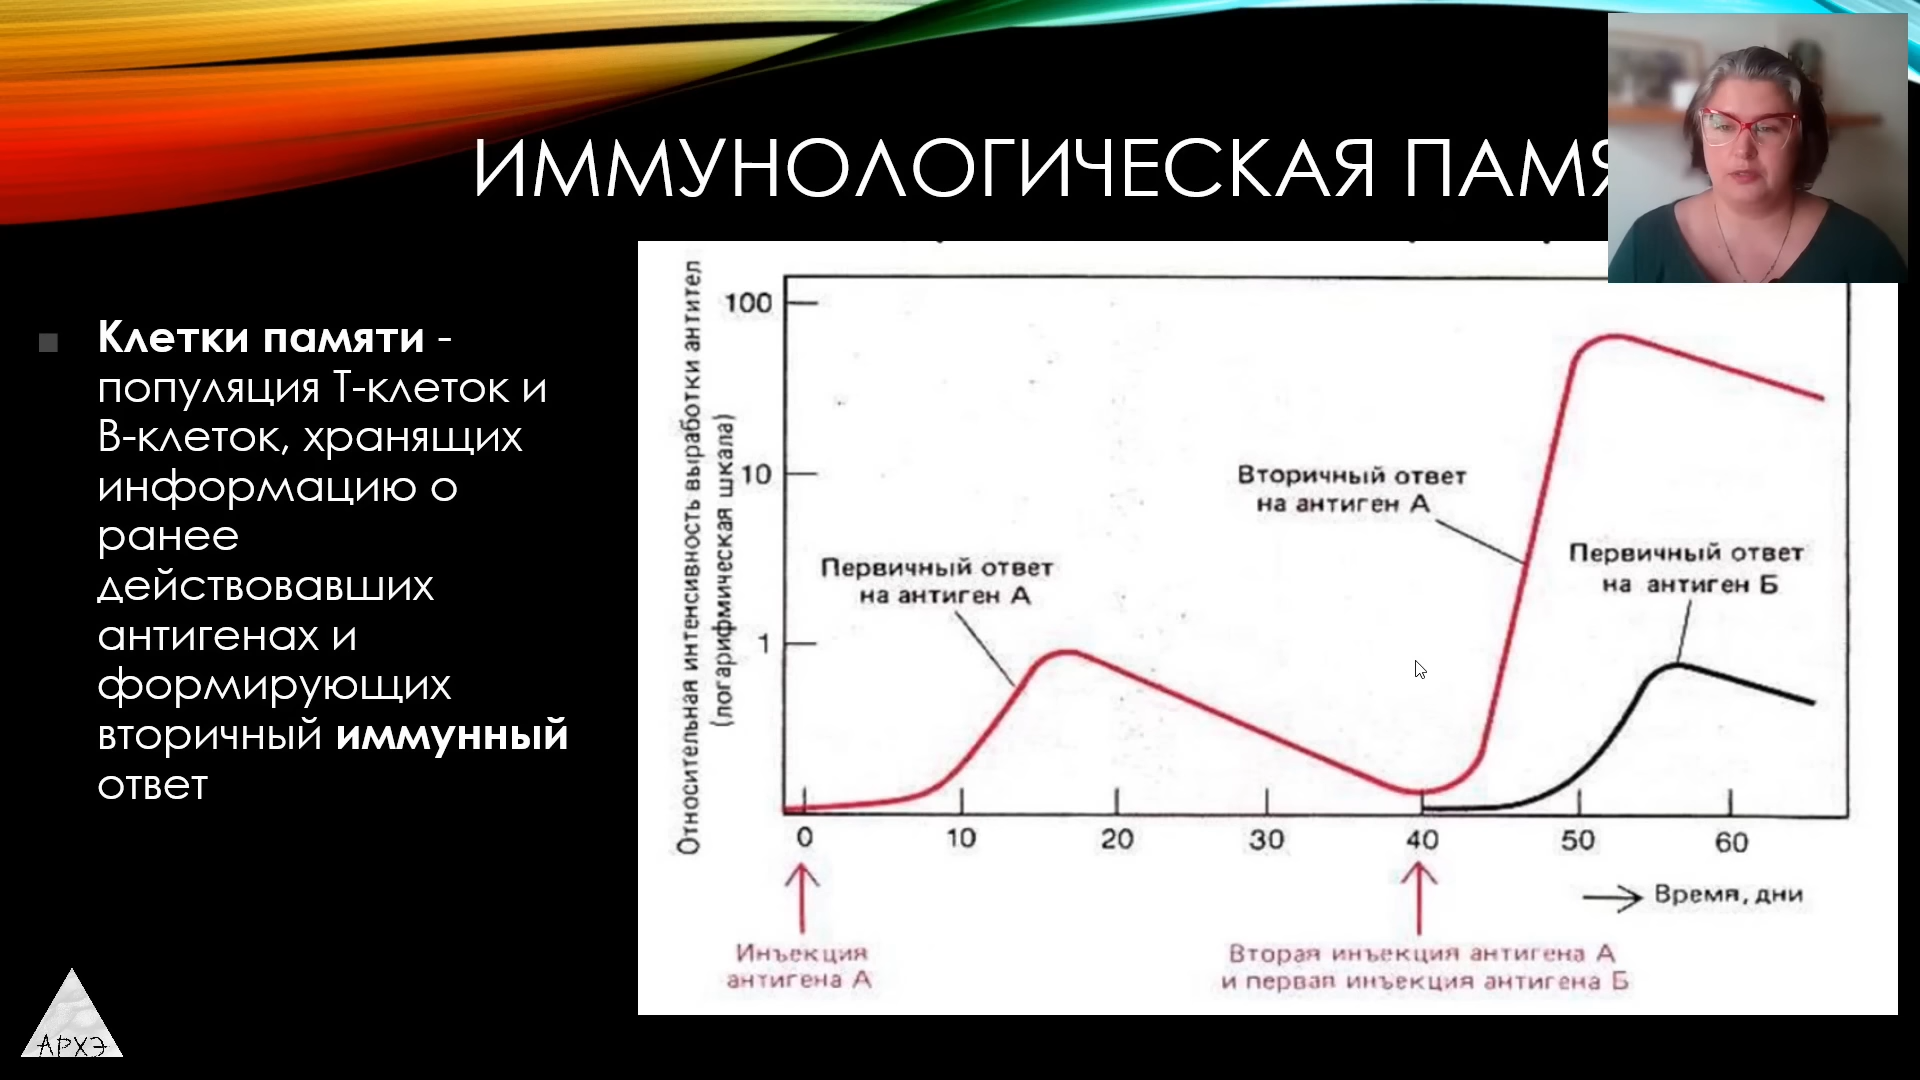 ИММУНОЛОГИЧЕСКАЯ ПАМЯ
Клетки памяти -
популяция Т-клеток и
В-клеток, хранящих
информацию о
ранее
действовавших
антигенах и
формирующих
вторичный иммунный
ответ
Относительная интенсивность выработки антител
(логарифмическая шкала)
100
10
1
Первичный ответ
на антиген А
Вторичный ответ
на антиген А
Первичный ответ
на антиген Б
0 10 20 30 40 50 60
Время, дни
Инъекция
антигена А
Вторая инъекция антигена А
и первая инъекция антигена Б
АРХЭ